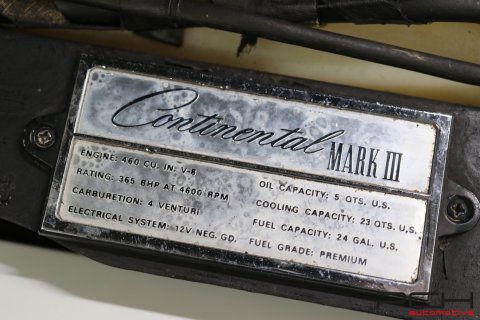 Continental MARK III
ENGINE: 460 CU. IN. V-8
RATING: 365 BHP AT 4600 RPM
CARBURETION: 4 VENTURI
ELECTRICAL SYSTEM: 12V NEG. GD.
OIL CAPACITY: 5 QTS. U.S.
COOLING CAPACITY: 23 QTS. U.S.
FUEL CAPACITY: 24 GAL. U.S.
FUEL GRADE: PREMIUM
automotive